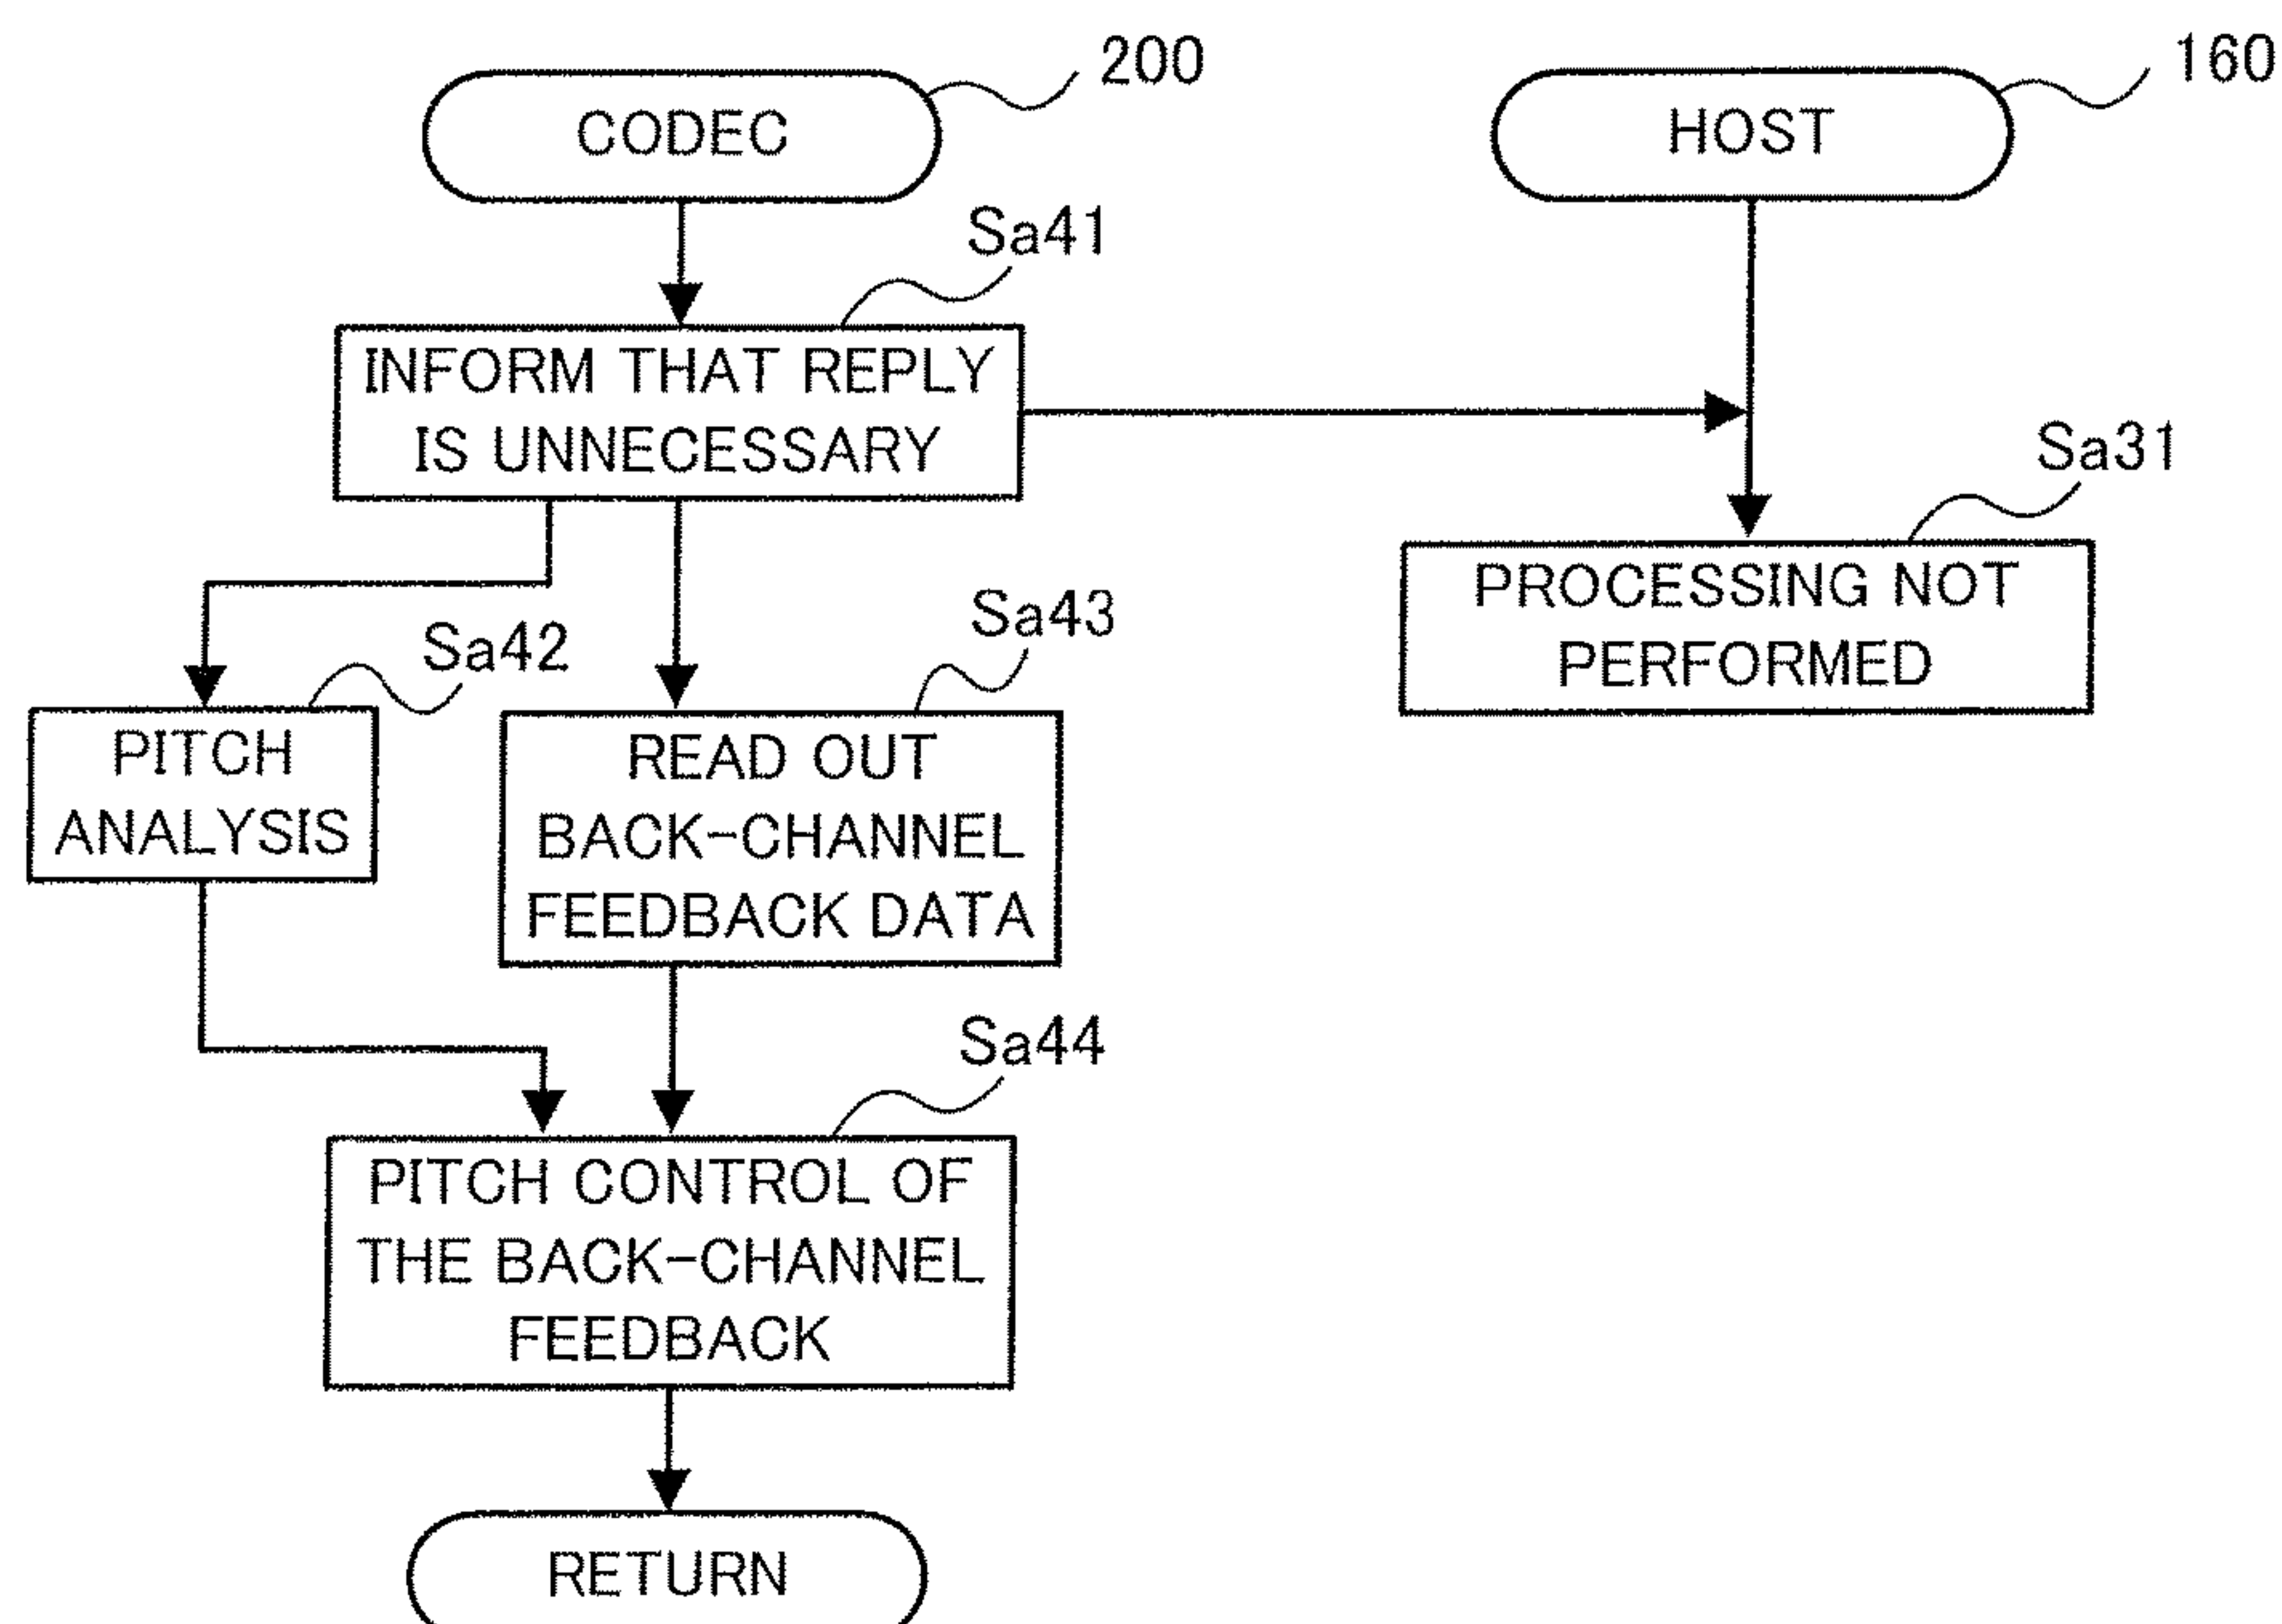 200
CODEC
160
HOST
Sa41
INFORM THAT REPLY
IS UNNECESSARY
Sa31
PROCESSING NOT
PERFORMED
Sa42
PITCH
ANALYSIS
Sa43
READ OUT
BACK-CHANNEL
FEEDBACK DATA
Sa44
PITCH CONTROL OF
THE BACK-CHANNEL
FEEDBACK
RETURN